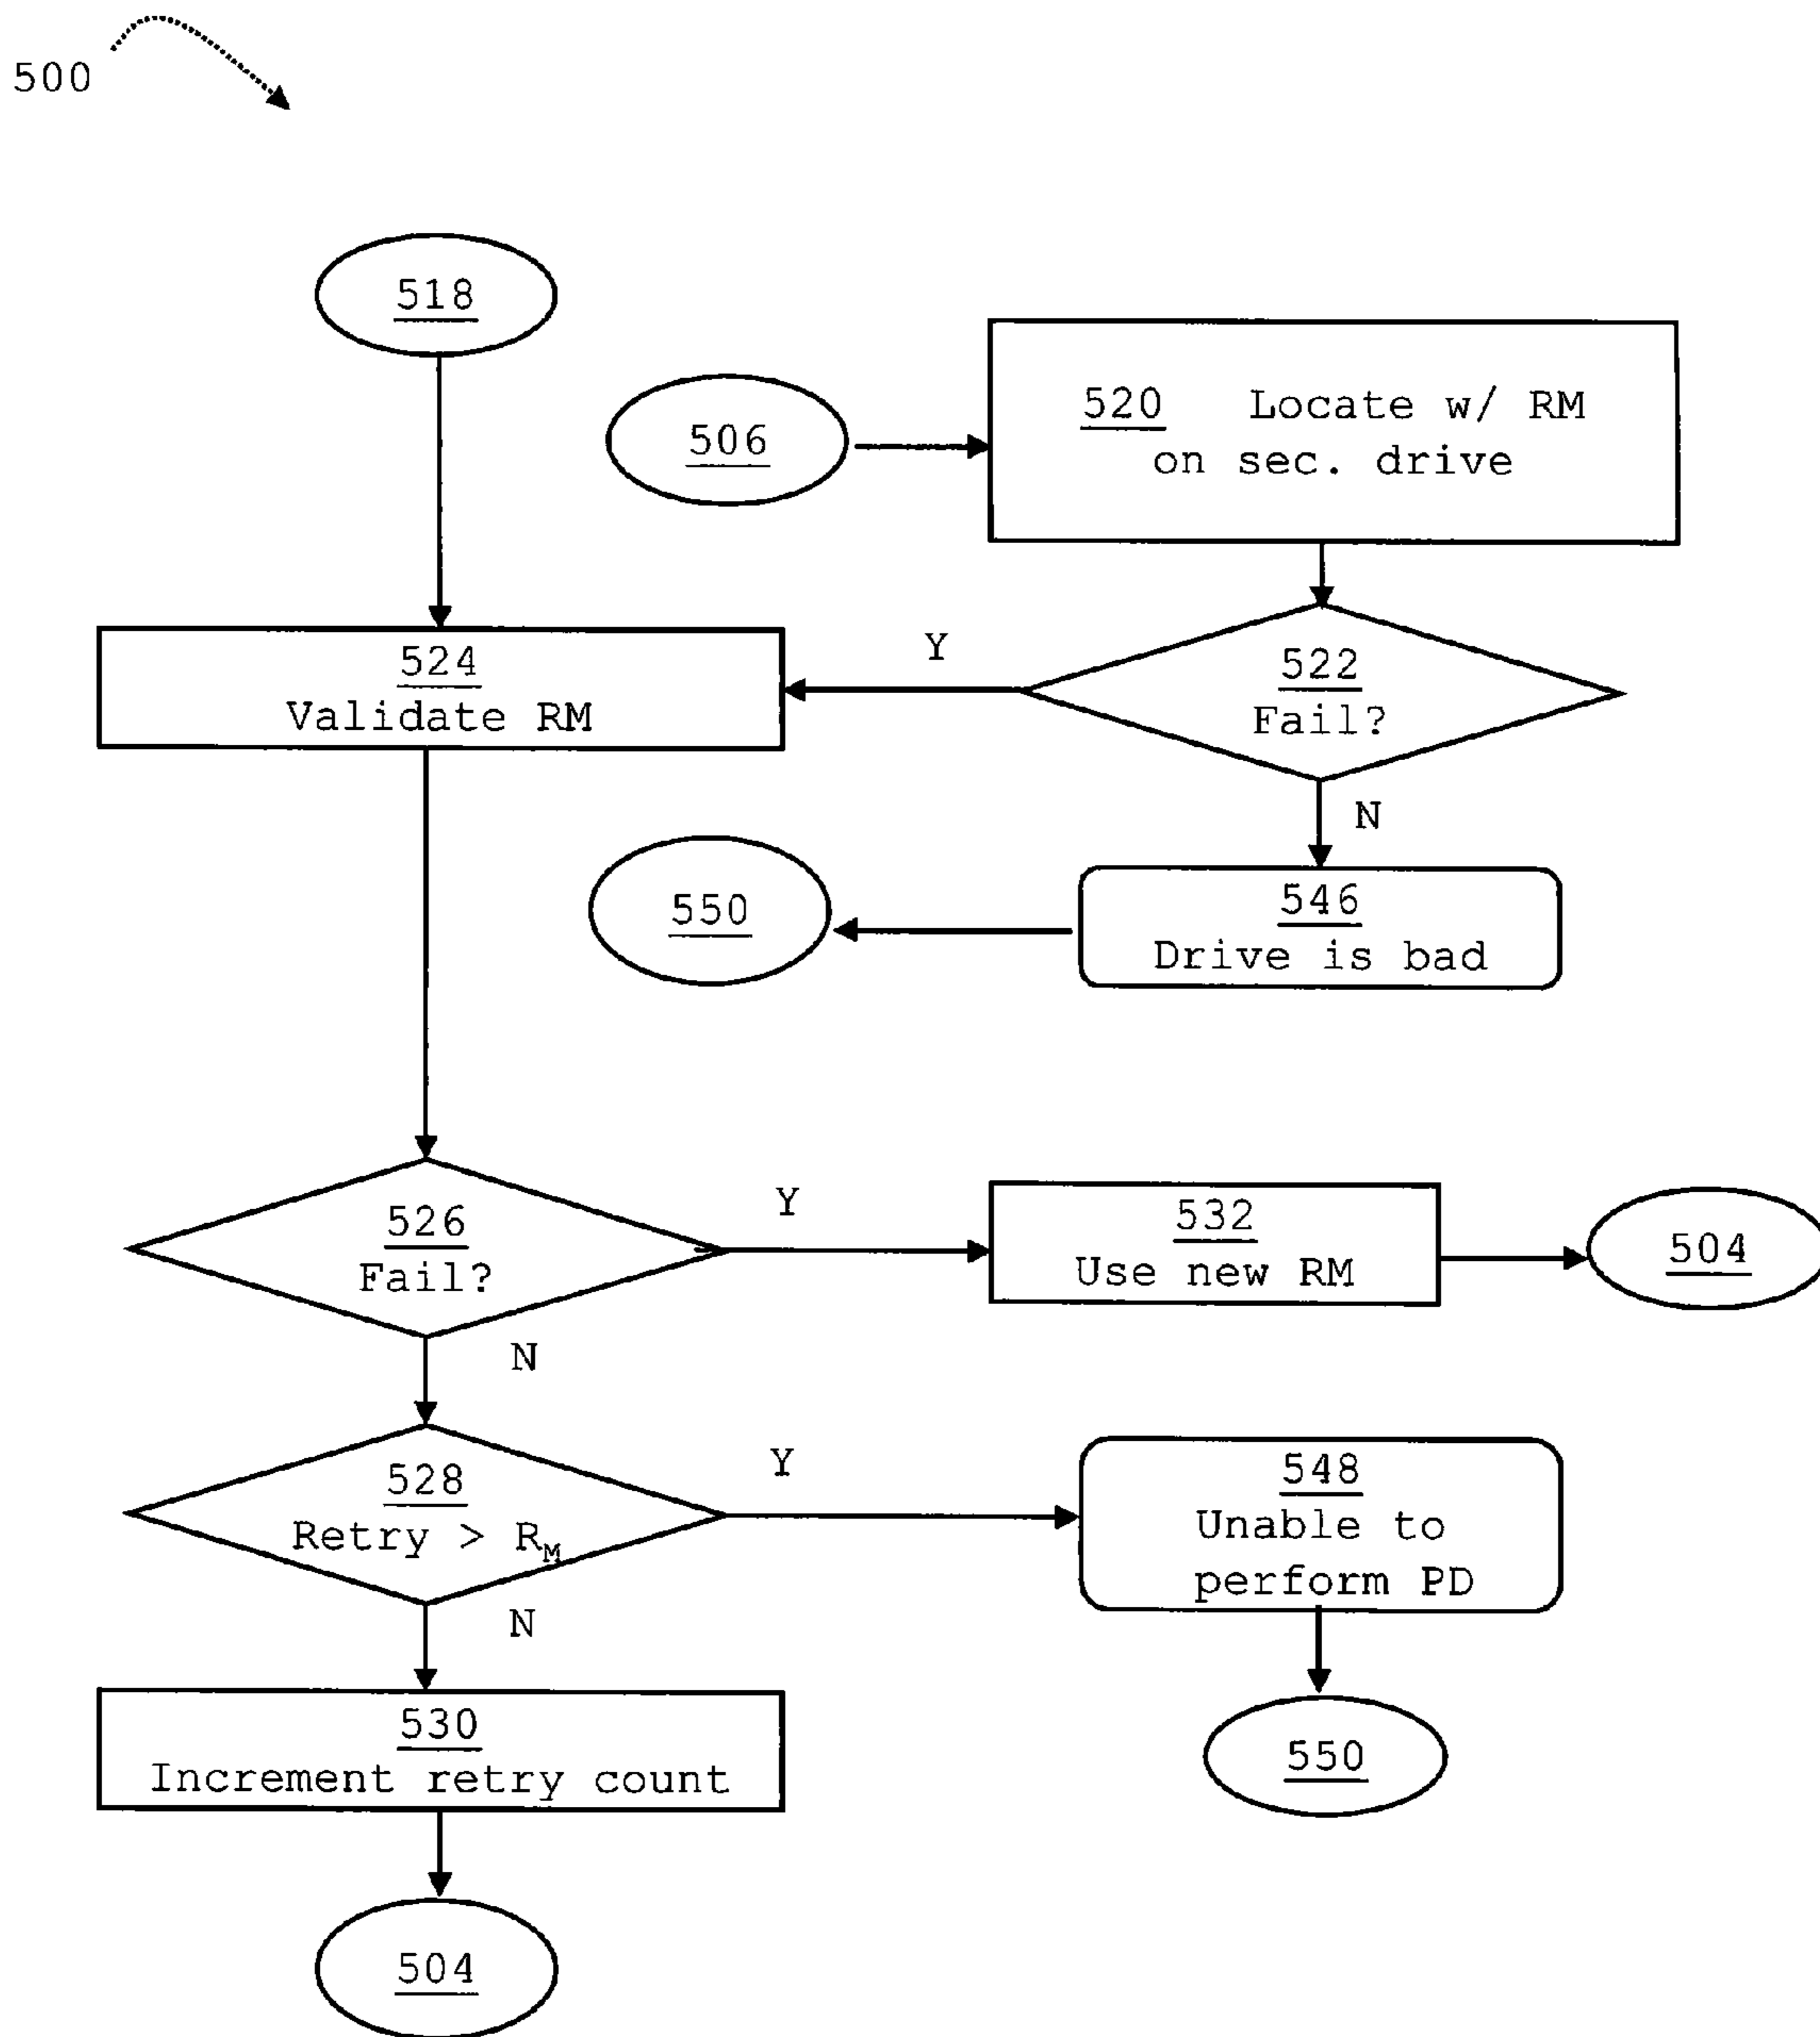 500
518
506
520 Locate w/ RM
on sec. drive
524
Validate RM
Y
522
Fail?
N
550
546
Drive is bad
526
Fail?
Y
532
Use new RM
504
N
528
Retry > R_M
Y
548
Unable to
perform PD
N
530
Increment retry count
550
504